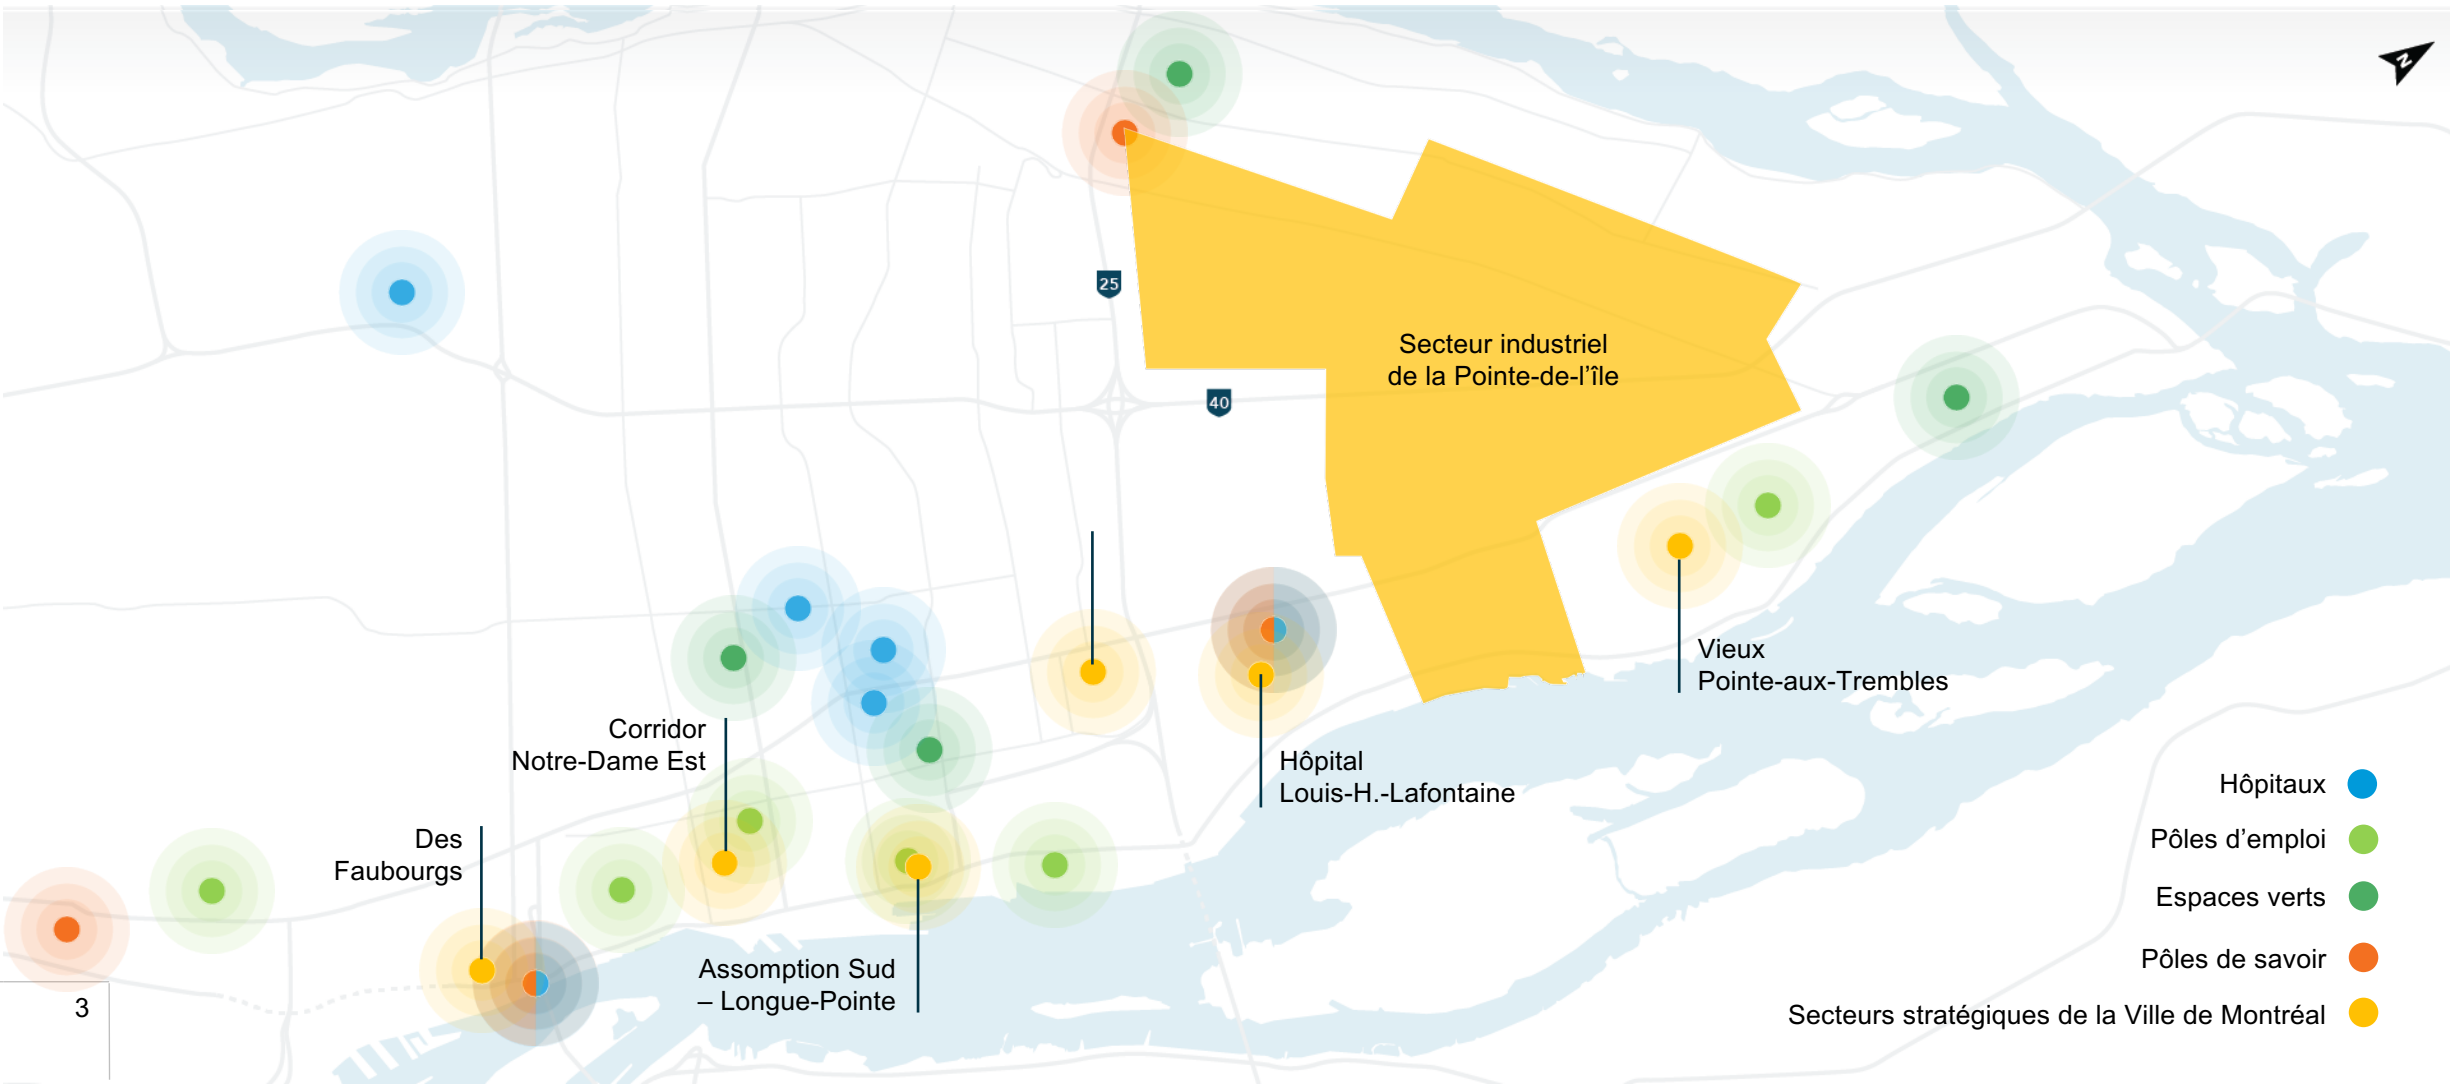 N
25
Secteur industriel
de la Pointe-de-l'île
40
Vieux
Pointe-aux-Trembles
Corridor
Notre-Dame Est
Hôpital
Louis-H.-Lafontaine
Des
Faubourgs
Assomption Sud
– Longue-Pointe
Hôpitaux
Pôles d'emploi
Espaces verts
Pôles de savoir
Secteurs stratégiques de la Ville de Montréal
3